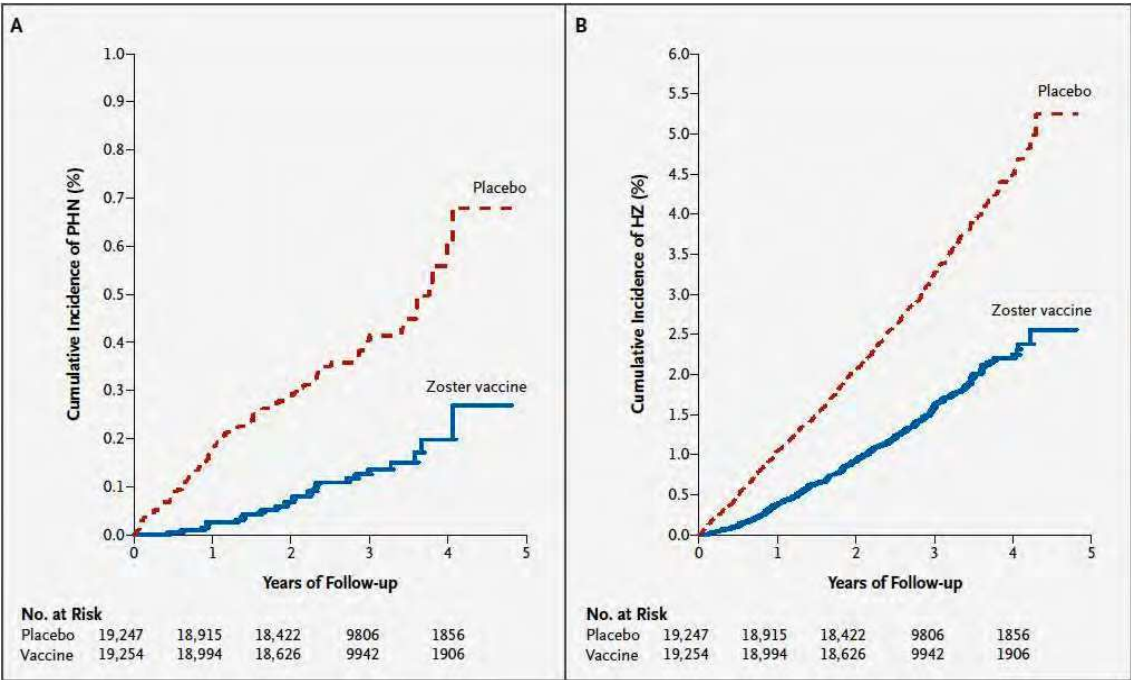 A
Cumulative Incidence of PHN (%)
1.0
0.9
0.8
0.7
0.6
0.5
0.4
0.3
0.2
0.1
0.0
Placebo
Zoster vaccine
0 1 2 3 4 5
Years of Follow-up
No. at Risk
Placebo 19,247 18,915 18,422 9806 1856
Vaccine 19,254 18,994 18,626 9942 1906
B
Cumulative Incidence of HZ (%)
6.0
5.5
5.0
4.5
4.0
3.5
3.0
2.5
2.0
1.5
1.0
0.5
0.0
Placebo
Zoster vaccine
0 1 2 3 4 5
Years of Follow-up
No. at Risk
Placebo 19,247 18,915 18,422 9806 1856
Vaccine 19,254 18,994 18,626 9942 1906